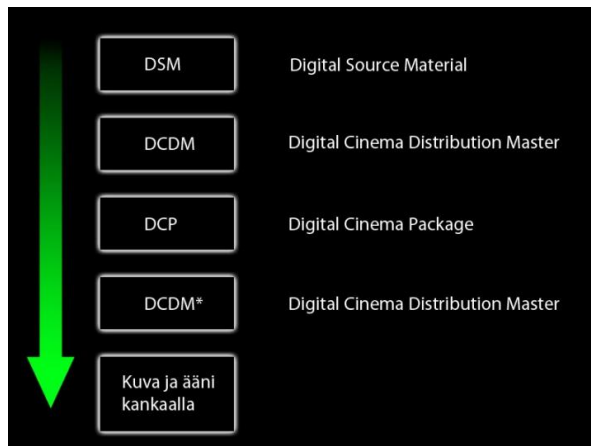 DSM Digital Source Material
DCDM Digital Cinema Distribution Master
DCP Digital Cinema Package
DCDM* Digital Cinema Distribution Master
Kuva ja ääni
kankaalla